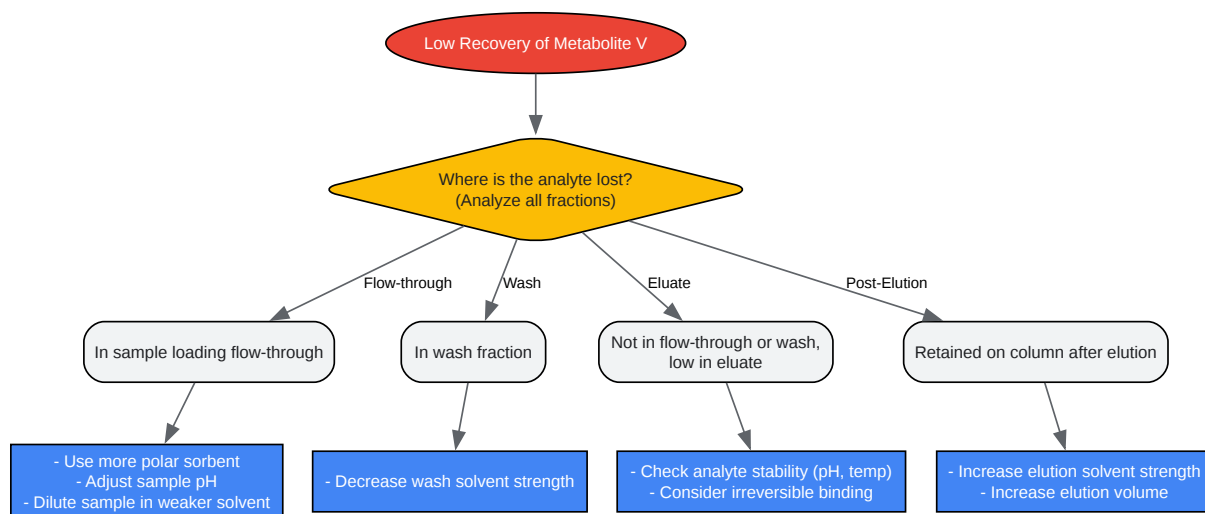 Low Recovery of Metabolite V
Where is the analyte lost?
(Analyze all fractions)
Flow-through
Wash
Eluate
Post-Elution
In sample loading flow-through
In wash fraction
Not in flow-through or wash,
low in eluate
Retained on column after elution
- Use more polar sorbent
- Adjust sample pH
- Dilute sample in weaker solvent
- Decrease wash solvent strength
- Check analyte stability (pH, temp)
- Consider irreversible binding
- Increase elution solvent strength
- Increase elution volume